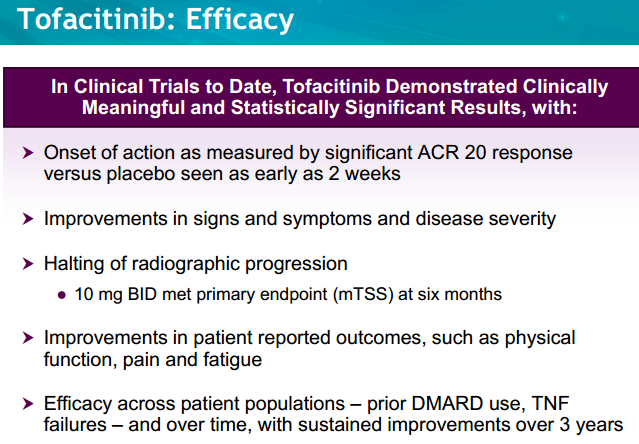 Tofacitinib: Efficacy
In Clinical Trials to Date, Tofacitinib Demonstrated Clinically
Meaningful and Statistically Significant Results, with:
➤ Onset of action as measured by significant ACR 20 response
versus placebo seen as early as 2 weeks
➤ Improvements in signs and symptoms and disease severity
➤ Halting of radiographic progression
● 10 mg BID met primary endpoint (mTSS) at six months
➤ Improvements in patient reported outcomes, such as physical
function, pain and fatigue
➤ Efficacy across patient populations – prior DMARD use, TNF
failures – and over time, with sustained improvements over 3 years